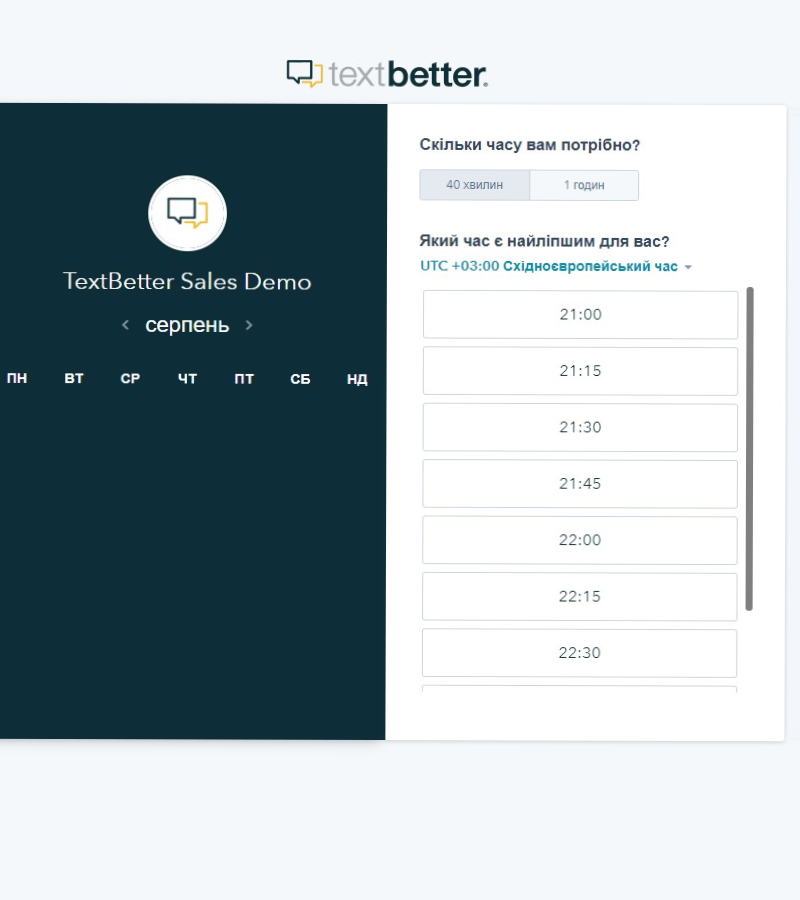 textbetter®
TextBetter Sales Demo
серпень
ПН ВТ СР ЧТ ПТ СБ НД
Скільки часу вам потрібно?
40 хвилин 1 годин
Який час є найліпшим для вас?
UTC +03:00 Східноєвропейський час
21:00
21:15
21:30
21:45
22:00
22:15
22:30